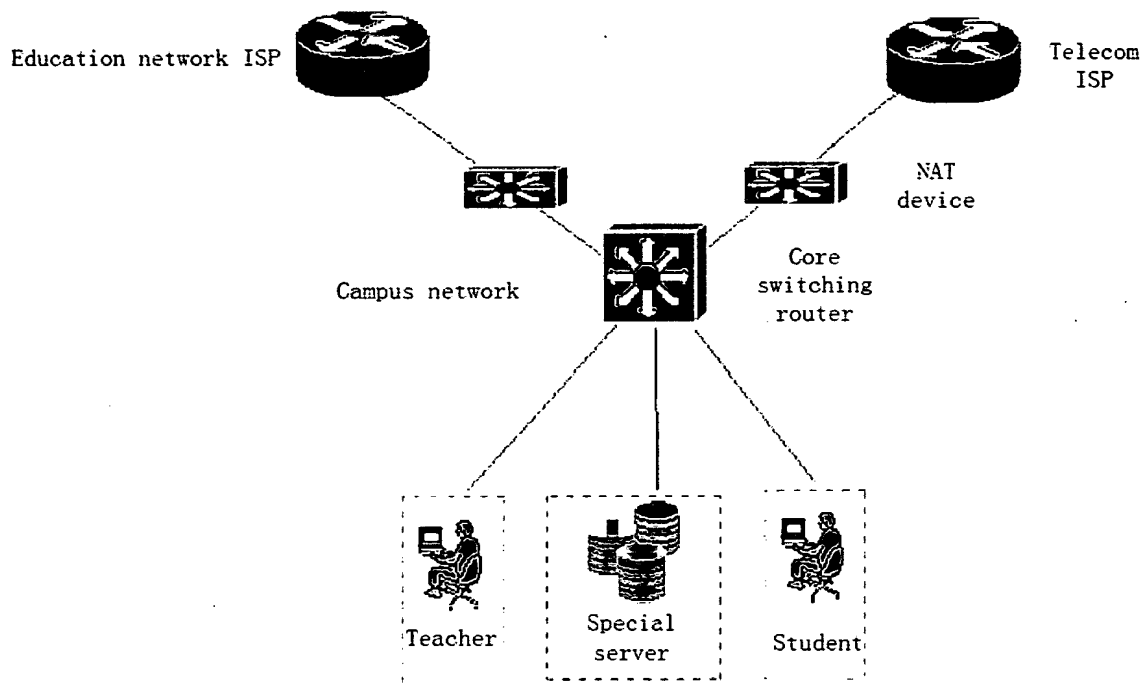 Education network ISP
Telecom
ISP
NAT
device
Core
switching
router
Campus network
Teacher
Special
server
Student